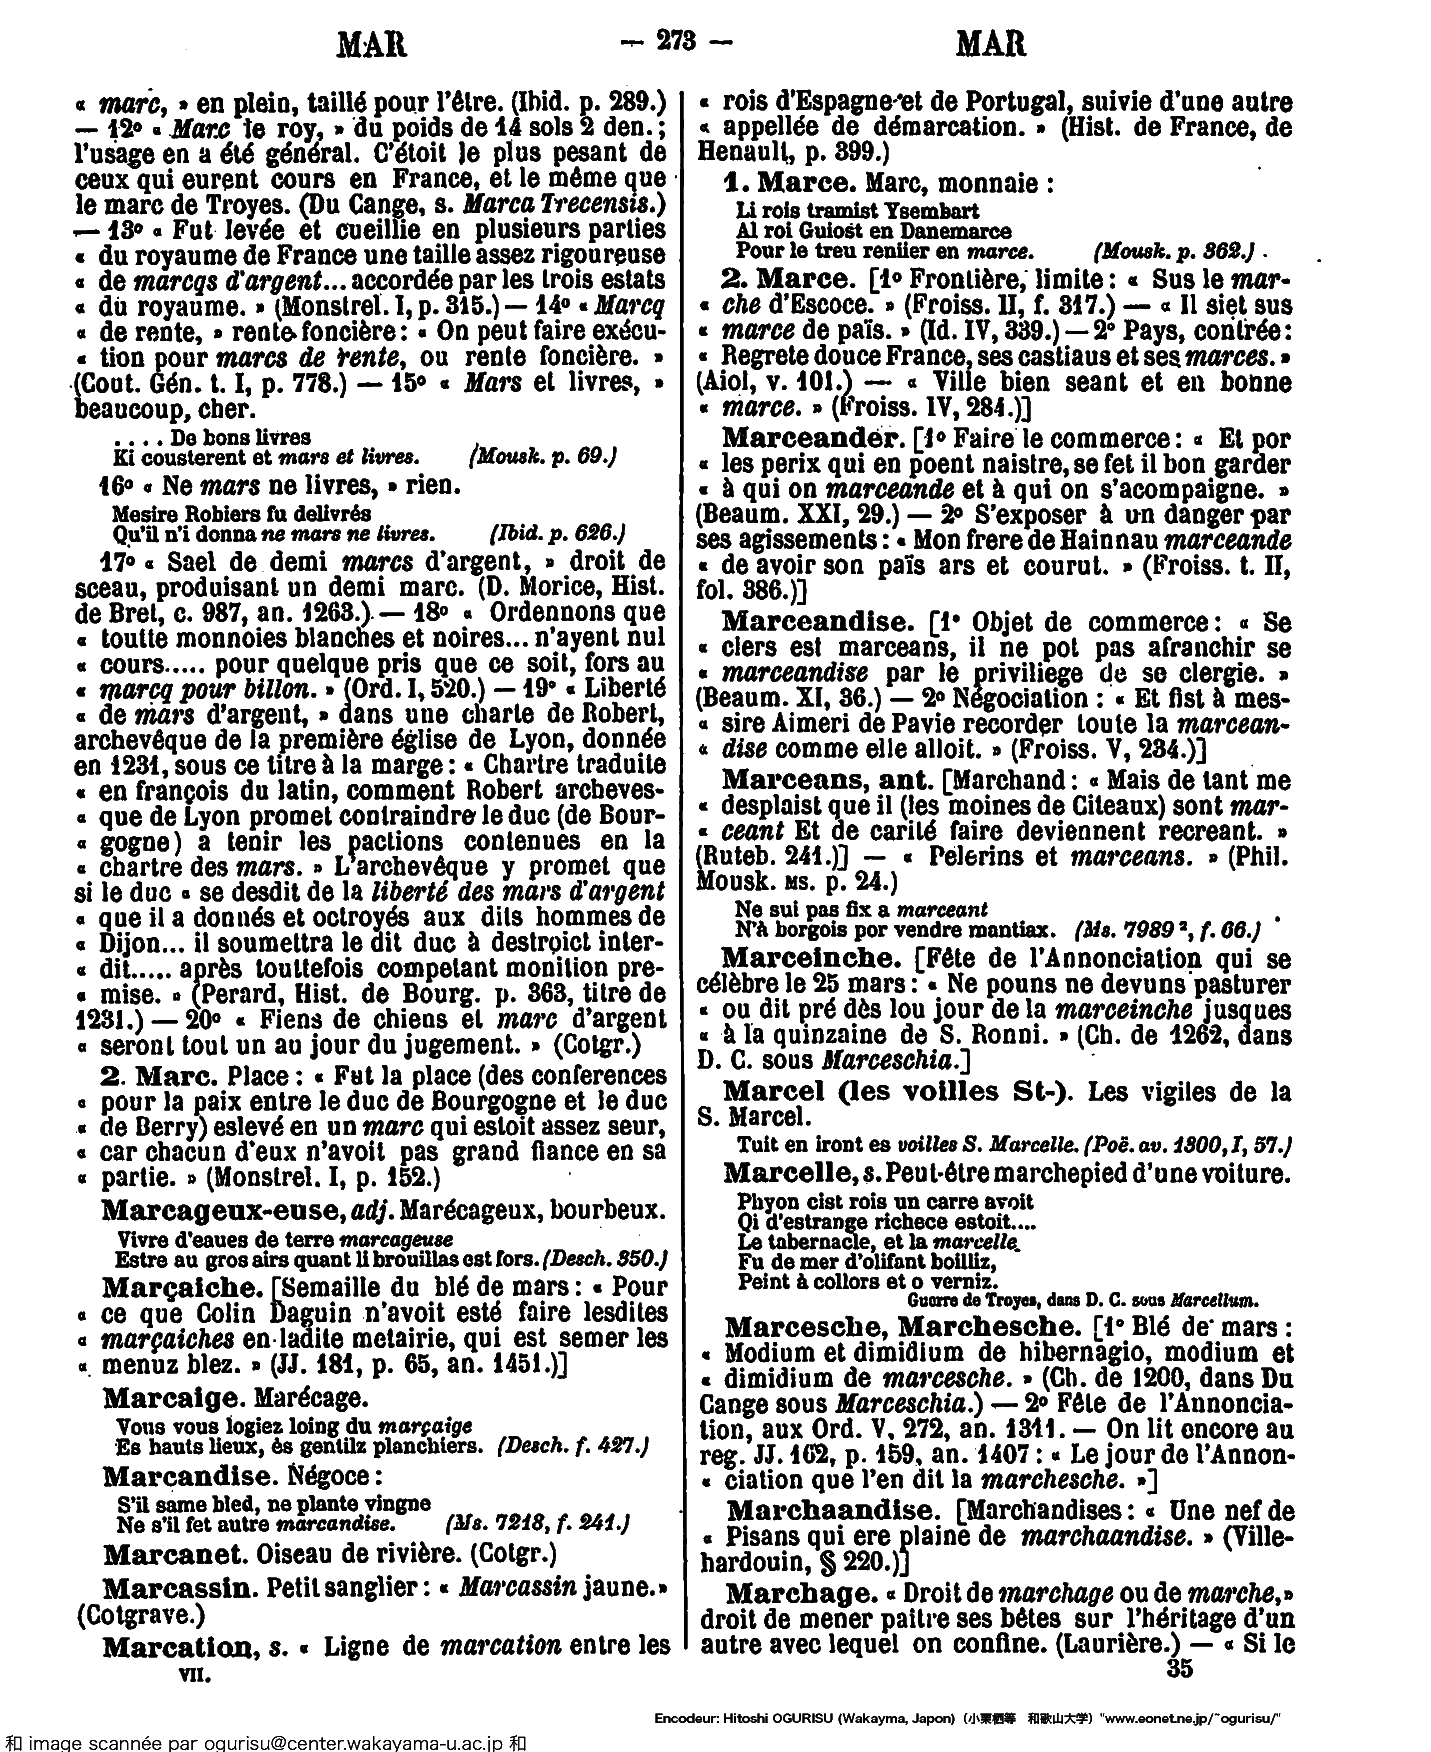 MAR — 273 — MAR
« marc, » en plein, taillé pour l'être. (Ibid. p. 289.)
— 12o « Marc le roy, » du poids de 14 sols 2 den. ;
l'usage en a été général. C'étoit le plus pesant de
ceux qui eurent cours en France, et le même que
le marc de Troyes. (Du Cange, s. Marca Trecensis.)
— 13o « Fut levée et cueillie en plusieurs parties
« du royaume de France une taille assez rigoureuse
« de marcqs d'argent... accordée par les trois estats
« du royaume. » (Monstrel. I, p. 315.) — 14o « Marcq
« de rente, » rente foncière : « On peut faire exécu-
« tion pour marcs de rente, ou rente foncière. »
(Cout. Gén. t. I, p. 778.) — 15o « Mars et livres, »
beaucoup, cher.
.... De bons livres
Ki cousterent et mars et livres. (Mousk. p. 69.)
16o « Ne mars ne livres, » rien.
Mesire Robiers fu delivrés
Qu'il n'i donna ne mars ne livres. (Ibid. p. 626.)
17o « Sael de demi marcs d'argent, » droit de
sceau, produisant un demi marc. (D. Morice, Hist.
de Bret, c. 987, an. 1263.) — 18o « Ordennons que
« toutte monnoies blanches et noires... n'ayent nul
« cours..... pour quelque pris que ce soit, fors au
« marcq pour billon. » (Ord. I, 520.) — 19o « Liberté
« de mars d'argent, » dans une charte de Robert,
archevêque de la première église de Lyon, donnée
en 1231, sous ce titre à la marge : « Chartre traduite
« en françois du latin, comment Robert archeves-
« que de Lyon promet contraindre le duc (de Bour-
« gogne) a tenir les pactions contenues en la
« chartre des mars. » L'archevêque y promet que
si le duc « se desdit de la liberté des mars d'argent
« que il a donnés et octroyés aux dits hommes de
« Dijon... il soumettra le dit duc à destroict inter-
« dit..... après touttefois competant monition pre-
« mise. » (Perard, Hist. de Bourg. p. 363, titre de
1231.) — 20o « Fiens de chiens et marc d'argent
« seront tout un au jour du jugement. » (Cotgr.)
2. Marc. Place : « Fut la place (des conferences
« pour la paix entre le duc de Bourgogne et le duc
« de Berry) eslevé en un marc qui estoit assez seur,
« car chacun d'eux n'avoit pas grand fiance en sa
« partie. » (Monstrel. I, p. 152.)
Marcageux-euse, adj. Marécageux, bourbeux.
Vivre d'eaues de terre marcageuse
Estre au gros airs quant li brouillas est fors. (Desch. 350.)
Marçaiche. [Semaille du blé de mars : « Pour
« ce que Colin Daguin n'avoit esté faire lesdites
« marçaiches en ladite metairie, qui est semer les
« menuz blez. » (JJ. 181, p. 65, an. 1451.)]
Marcaige. Marécage.
Vous vous logiez loing du marçaige
Es hauts lieux, ès gentilz planchiers. (Desch. f. 427.)
Marcandise. Négoce :
S'il same bled, ne plante vingne
Ne s'il fet autre marcandise. (Ms. 7218, f. 241.)
Marcanet. Oiseau de rivière. (Cotgr.)
Marcassin. Petit sanglier : « Marcassin jaune. »
(Cotgrave.)
Marcation, s. « Ligne de marcation entre les
VII.
« rois d'Espagne et de Portugal, suivie d'une autre
« appellée de démarcation. » (Hist. de France, de
Henault, p. 399.)
1. Marce. Marc, monnaie :
Li rois tramist Ysembart
Al roi Guiost en Danemarce
Pour le treu reniier en marce. (Mousk. p. 362.)
2. Marce. [1o Frontière, limite : « Sus le mar-
« che d'Escoce. » (Froiss. II, f. 317.) — « Il siet sus
« marce de païs. » (Id. IV, 339.) — 2o Pays, contrée :
« Regrete douce France, ses castiaus et ses marces. »
(Aiol, v. 101.) — « Ville bien seant et en bonne
« marce. » (Froiss. IV, 284.)]
Marceander. [1o Faire le commerce : « Et por
« les perix qui en poent naistre, se fet il bon garder
« à qui on marceande et à qui on s'acompaigne. »
(Beaum. XXI, 29.) — 2o S'exposer à un danger par
ses agissements : « Mon frere de Hainnau marceande
« de avoir son païs ars et courut. » (Froiss. t. II,
fol. 386.)]
Marceandise. [1o Objet de commerce : « Se
« clers est marceans, il ne pot pas afranchir se
« marceandise par le priviliege de se clergie. »
(Beaum. XI, 36.) — 2o Négociation : « Et fist à mes-
« sire Aimeri de Pavie recorder toute la marcean-
« dise comme elle alloit. » (Froiss. V, 234.)]
Marceans, ant. [Marchand : « Mais de tant me
« desplaist que il (les moines de Citeaux) sont mar-
« ceant Et de carité faire deviennent recreant. »
(Ruteb. 241.)] — « Pelerins et marceans. » (Phil.
Mousk. MS. p. 24.)
Ne sui pas fix a marceant
N'à borgois por vendre mantiax. (Ms. 7989 ², f. 66.)
Marceinche. [Fête de l'Annonciation qui se
célèbre le 25 mars : « Ne pouns ne devuns pasturer
« ou dit pré dès lou jour de la marceinche jusques
« à la quinzaine de S. Ronni. » (Ch. de 1262, dans
D. C. sous Marceschia.]
Marcel (les voilles St-). Les vigiles de la
S. Marcel.
Tuit en iront es voilles S. Marcelle. (Poë. av. 1300, I, 57.)
Marcelle, s. Peut-être marchepied d'une voiture.
Phyon cist rois un carre avoit
Qi d'estrange richece estoit....
Le tabernacle, et la marcelle
Fu de mer d'olifant boilliz,
Peint à collors et o verniz.
Guerre de Troyes, dans D. C. sous Marcellum.
Marcesche, Marchesche. [1o Blé de mars :
« Modium et dimidium de hibernagio, modium et
« dimidium de marcesche. » (Ch. de 1200, dans Du
Cange sous Marceschia.) — 2o Fête de l'Annoncia-
tion, aux Ord. V, 272, an. 1311. — On lit encore au
reg. JJ. 162, p. 159, an. 1407 : « Le jour de l'Annon-
« ciation que l'en dit la marchesche. »]
Marchaandise. [Marchandises : « Une nef de
« Pisans qui ere plaine de marchaandise. » (Ville-
hardouin, § 220.)]
Marchage. « Droit de marchage ou de marche, »
droit de mener paitre ses bêtes sur l'héritage d'un
autre avec lequel on confine. (Laurière.) — « Si le
35
Encodeur: Hitoshi OGURISU (Wakayma, Japon) (小栗栖等 和歌山大学) "www.eonet.ne.jp/~ogurisu/"
和 image scannée par ogurisu@center.wakayama-u.ac.jp 和